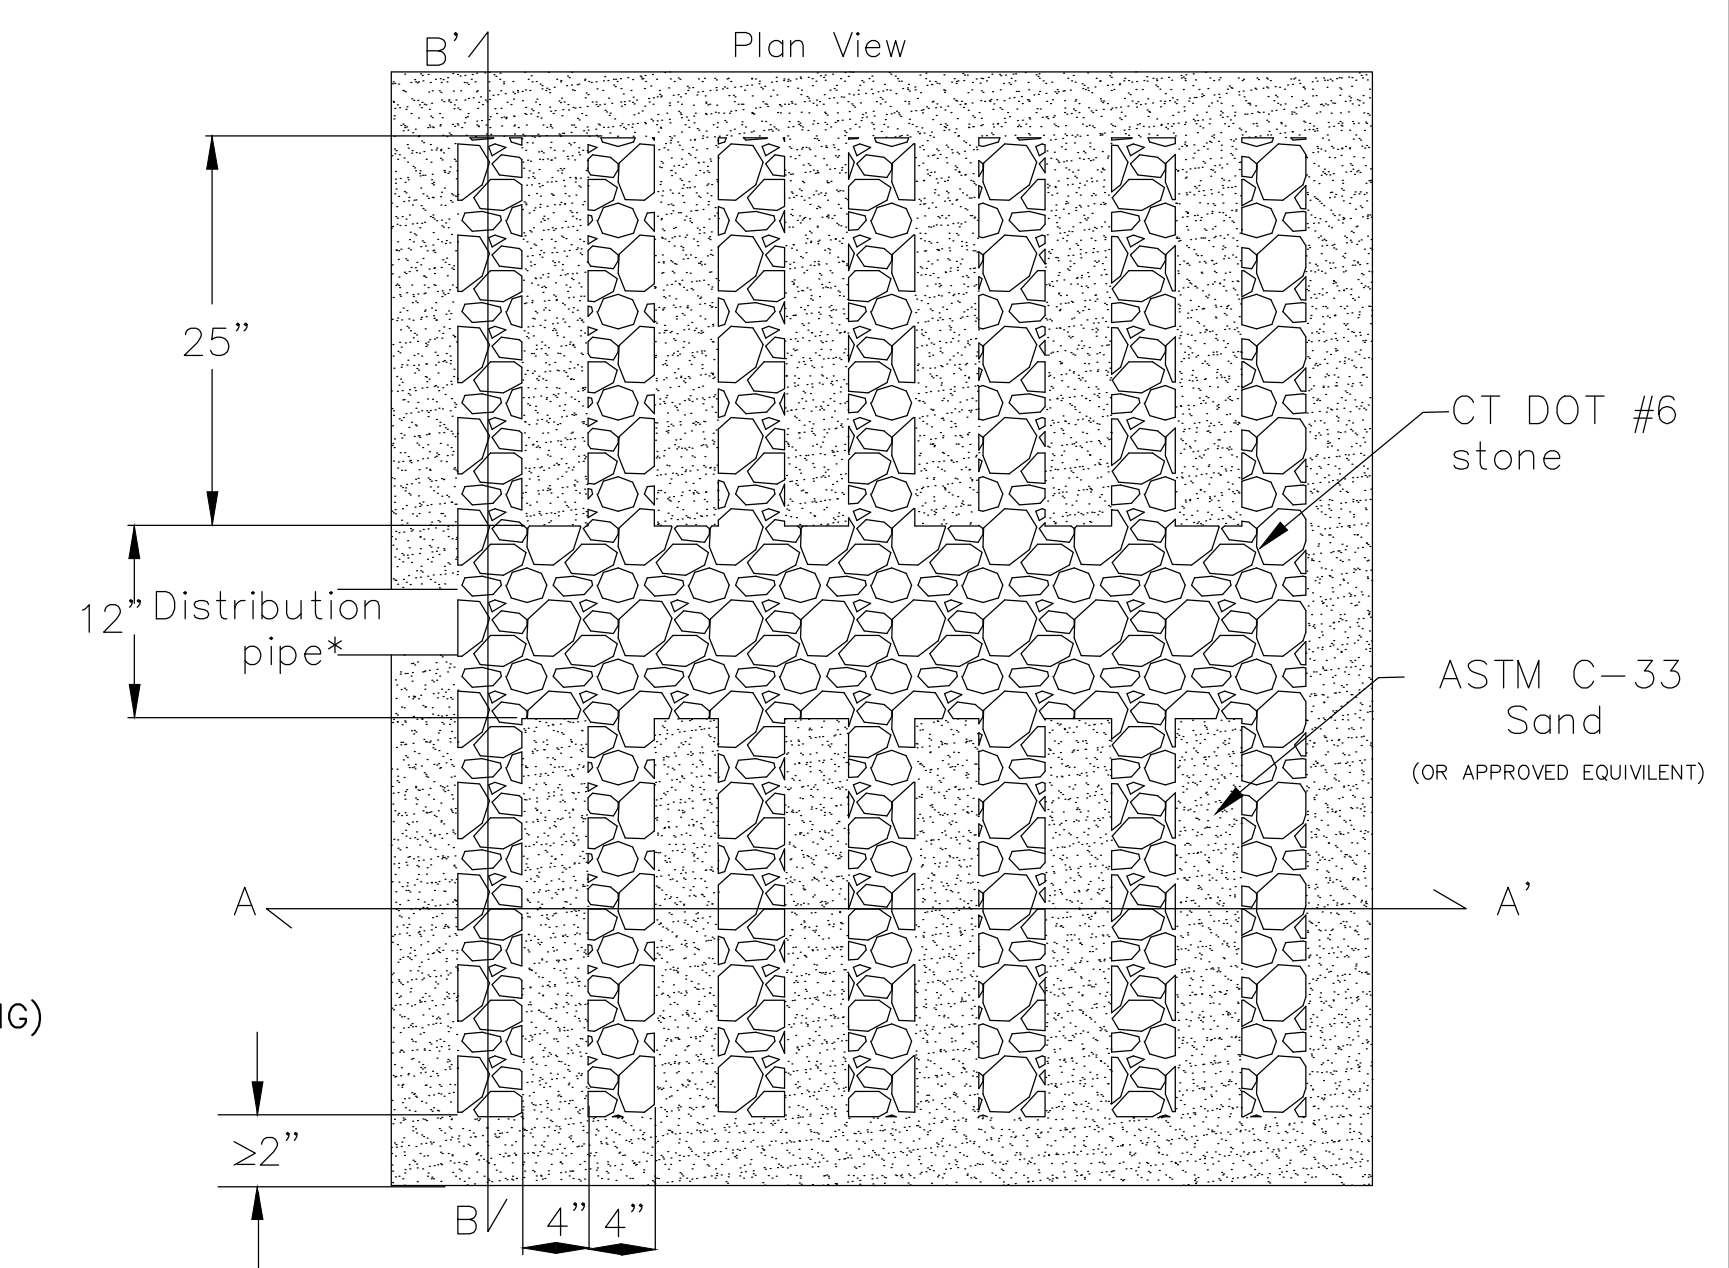 Plan View
B'
25"
CT DOT #6
stone
12"
Distribution
pipe*
ASTM C-33
Sand
(OR APPROVED EQUIVILENT)
A
A'
IG)
≥2"
B
4"
4"